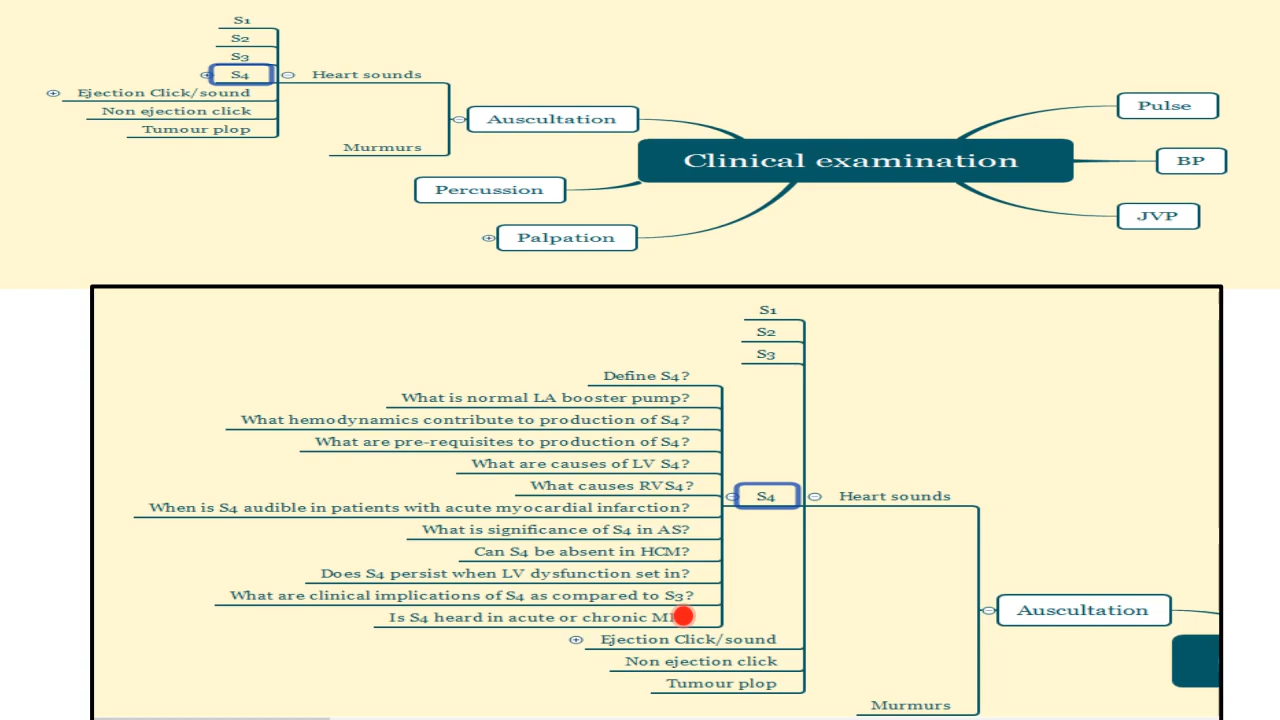 S1
S2
S3
S4
Heart sounds
Ejection Click/sound
Non ejection click
Tumour plop
Murmurs
Auscultation
Percussion
Palpation
Clinical examination
Pulse
BP
JVP
S1
S2
S3
Define S4?
What is normal LA booster pump?
What hemodynamics contribute to production of S4?
What are pre-requisites to production of S4?
What are causes of LV S4?
What causes RVS4?
When is S4 audible in patients with acute myocardial infarction?
What is significance of S4 in AS?
Can S4 be absent in HCM?
Does S4 persist when LV dysfunction set in?
What are clinical implications of S4 as compared to S3?
Is S4 heard in acute or chronic
S4
Heart sounds
Ejection Click/sound
Non ejection click
Tumour plop
Auscultation
Murmurs